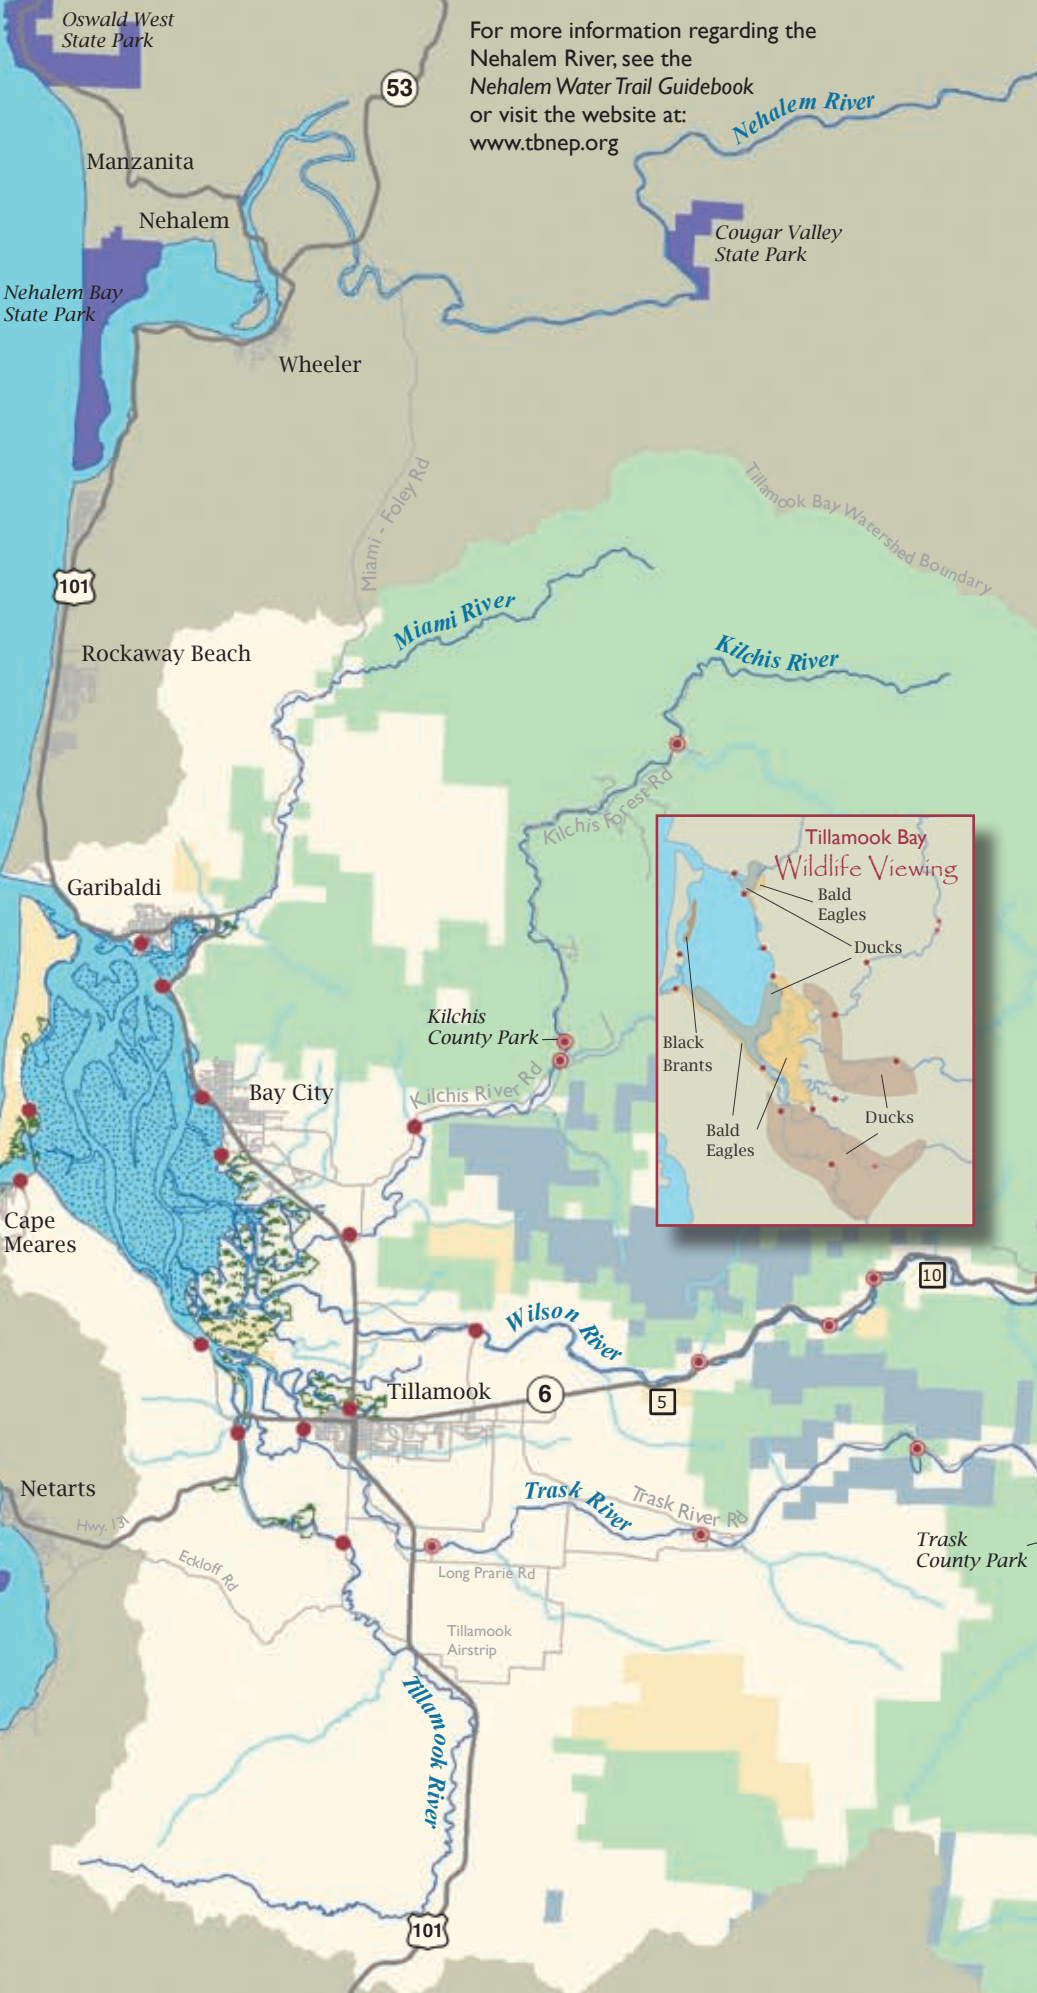 Oswald West
State Park
For more information regarding the
Nehalem River, see the
Nehalem Water Trail Guidebook
or visit the website at:
www.tbnep.org
53
Nehalem River
Manzanita
Nehalem
Cougar Valley
State Park
Nehalem Bay
State Park
Wheeler
Miami - Foley Rd
Tillamook Bay Watershed Boundary
101
Miami River
Rockaway Beach
Kilchis River
Kilchis Forest Rd
Tillamook Bay
Wildlife Viewing
Bald
Eagles
Ducks
Black
Brants
Bald
Eagles
Ducks
Garibaldi
Kilchis
County Park
Kilchis River Rd
Bay City
Cape
Meares
10
Wilson River
Tillamook
6
5
Netarts
Hwy. 131
Trask River
Trask River Rd
Trask
County Park
Eckloff Rd
Long Prarie Rd
Tillamook
Airstrip
Tillamook River
101